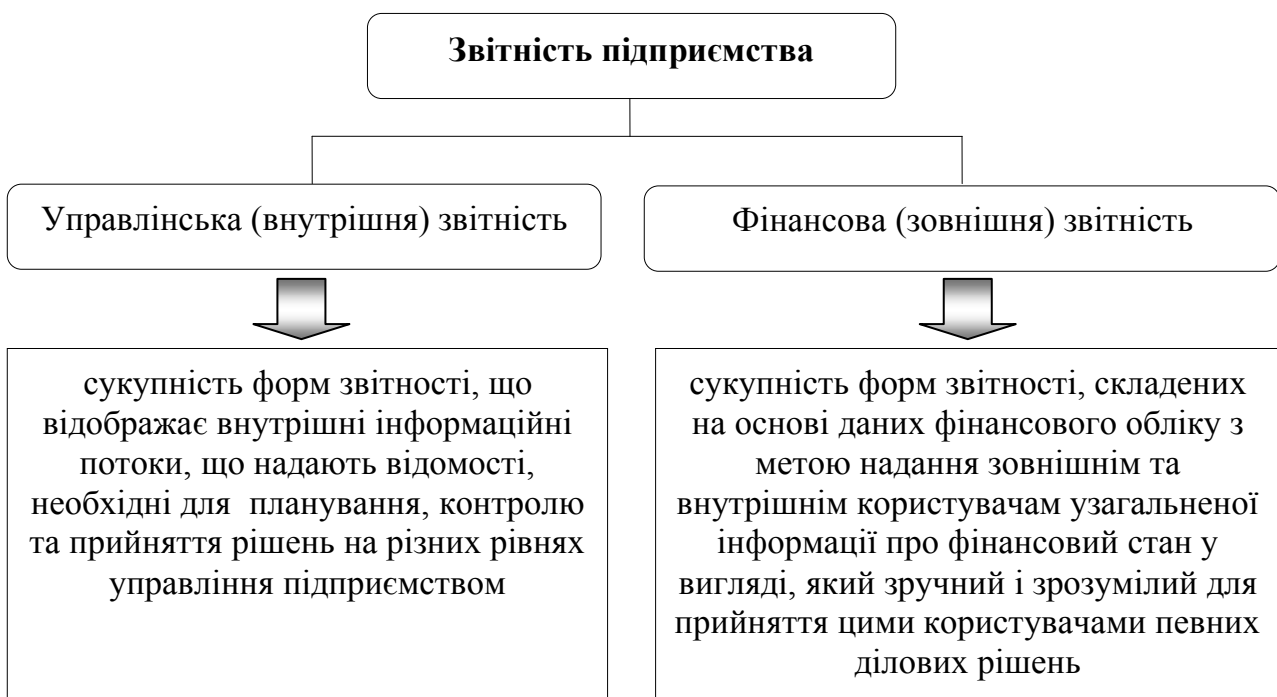 Звітність підприємства
Управлінська (внутрішня) звітність
Фінансова (зовнішня) звітність
сукупність форм звітності, що
відображає внутрішні інформаційні
потоки, що надають відомості,
необхідні для планування, контролю
та прийняття рішень на різних рівнях
управління підприємством
сукупність форм звітності, складених
на основі даних фінансового обліку з
метою надання зовнішнім та
внутрішнім користувачам узагальненої
інформації про фінансовий стан у
вигляді, який зручний і зрозумілий для
прийняття цими користувачами певних
ділових рішень